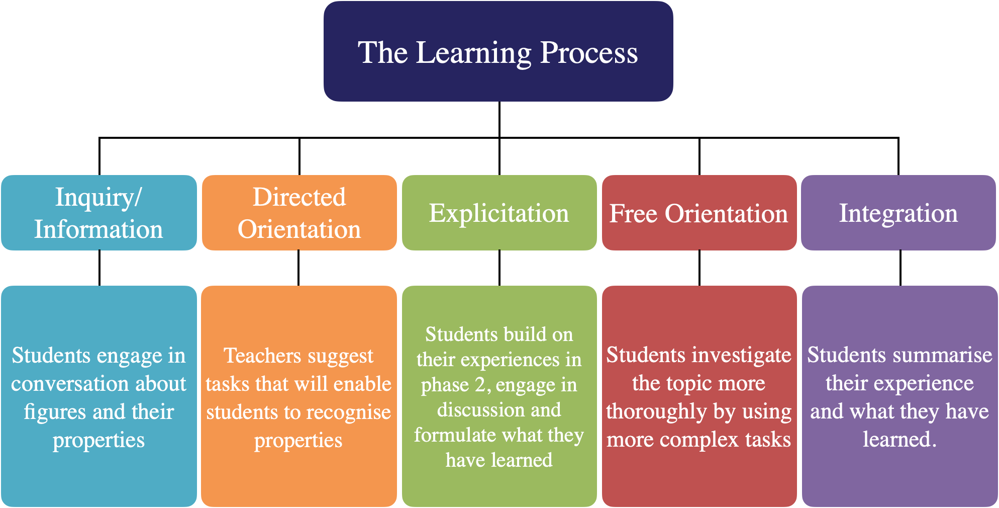 The Learning Process
Inquiry/
Information
Directed
Orientation
Explicitation
Free Orientation
Integration
Students engage in
conversation about
figures and their
properties
Teachers suggest
tasks that will enable
students to recognise
properties
Students build on
their experiences in
phase 2, engage in
discussion and
formulate what they
have learned
Students investigate
the topic more
thoroughly by using
more complex tasks
Students summarise
their experience
and what they have
learned.